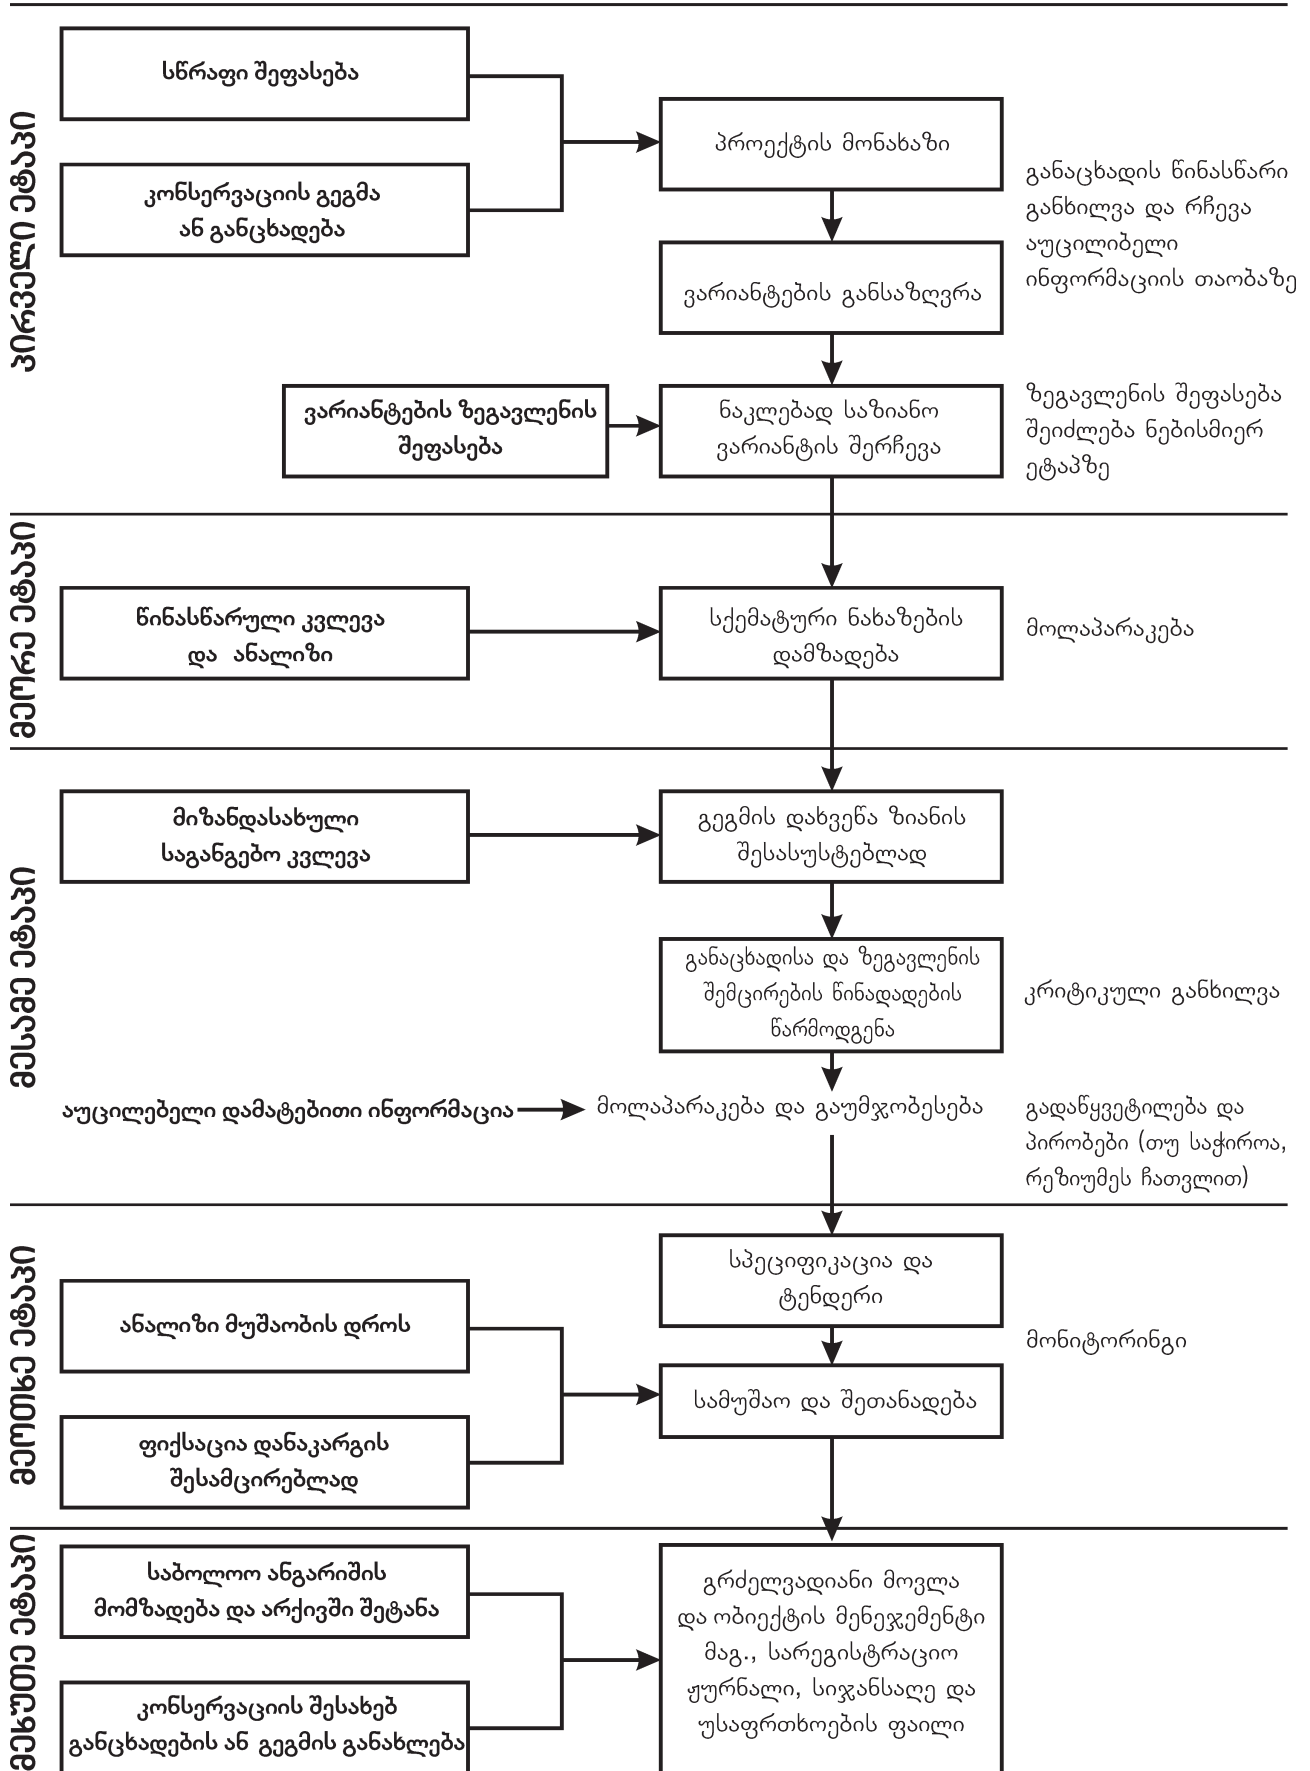 პირველი ეტაპი
სწრაფი შეფასება
კონსერვაციის გეგმა
ან განცხადება
პროექტის მონახაზი
განაცხადის წინასწარი
განხილვა და რჩევა
აუცილიბელი
ინფორმაციის თაობაზე
ვარიანტების განსაზღვრა
ვარიანტების ზეგავლენის
შეფასება
ნაკლებად საზიანო
ვარიანტის შერჩევა
ზეგავლენის შეფასება
შეიძლება ნებისმიერ
ეტაპზე
მეორე ეტაპი
წინასწარული კვლევა
და ანალიზი
სქემატური ნახაზების
დამზადება
მოლაპარაკება
მესამე ეტაპი
მიზანდასახული
საგანგებო კვლევა
გეგმის დახვეწა ზიანის
შესასუსტებლად
განაცხადისა და ზეგავლენის
შემცირების წინადადების
წარმოდგენა
კრიტიკული განხილვა
აუცილებელი დამატებითი ინფორმაცია
მოლაპარაკება და გაუმჯობესება
გადაწყვეტილება და
პირობები (თუ საჭიროა,
რეზიუმეს ჩათვლით)
მეოთხე ეტაპი
სპეციფიკაცია და
ტენდერი
ანალიზი მუშაობის დროს
ფიქსაცია დანაკარგის
შესამცირებლად
სამუშაო და შეთანადება
მონიტორინგი
მეხუთე ეტაპი
საბოლოო ანგარიშის
მომზადება და არქივში შეტანა
კონსერვაციის შესახებ
განცხადების ან გეგმის განახლება
გრძელვადიანი მოვლა
და ობიექტის მენეჯემენტი
მაგ., სარეგისტრაციო
ჟურნალი, სიჯანსაღე და
უსაფრთხოების ფაილი